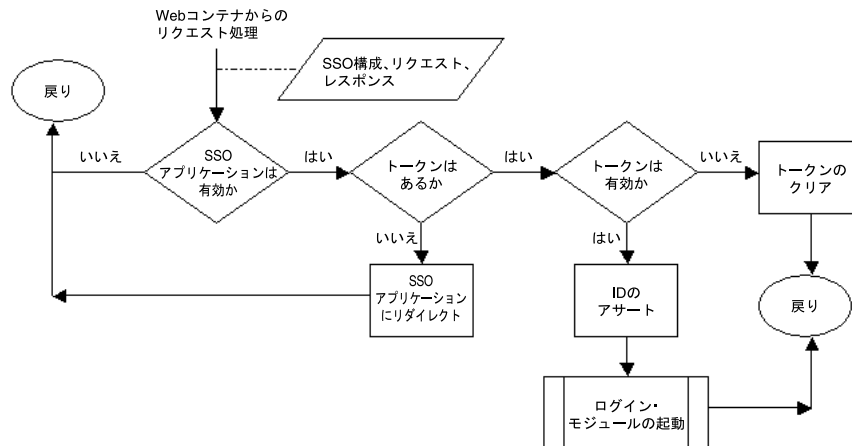 Webコンテナからの
リクエスト処理
SSO構成、リクエスト、
レスポンス
戻り
いいえ
SSO
アプリケーションは
有効か
はい
トークンは
あるか
はい
トークンは
有効か
いいえ
トークンの
クリア
いいえ
はい
SSO
アプリケーション
にリダイレクト
IDの
アサート
戻り
ログイン・
モジュールの起動